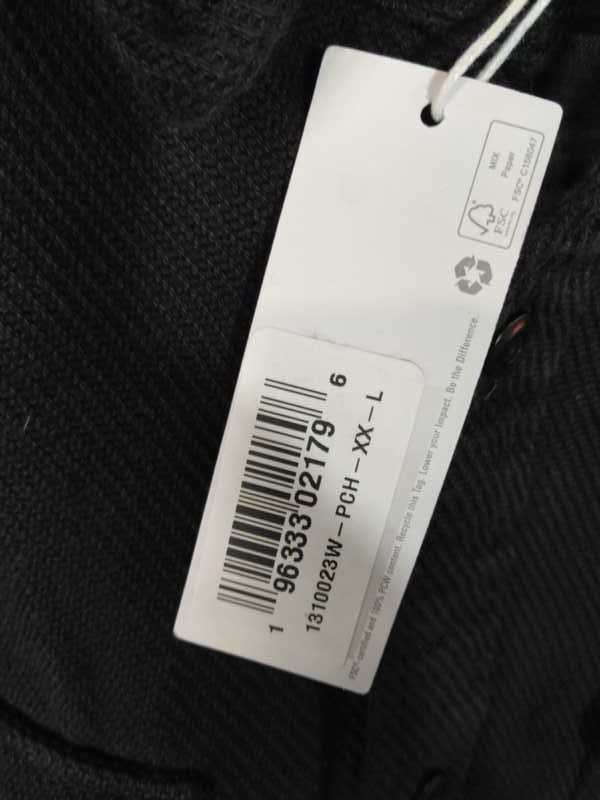 MIX
Paper
FSC® C158047
FSC
FSC® certified and 100% PCW content. Recycle this Tag. Lower your Impact. Be the Difference.
1 96333 02179 6
1310023W-PCH-XX-L